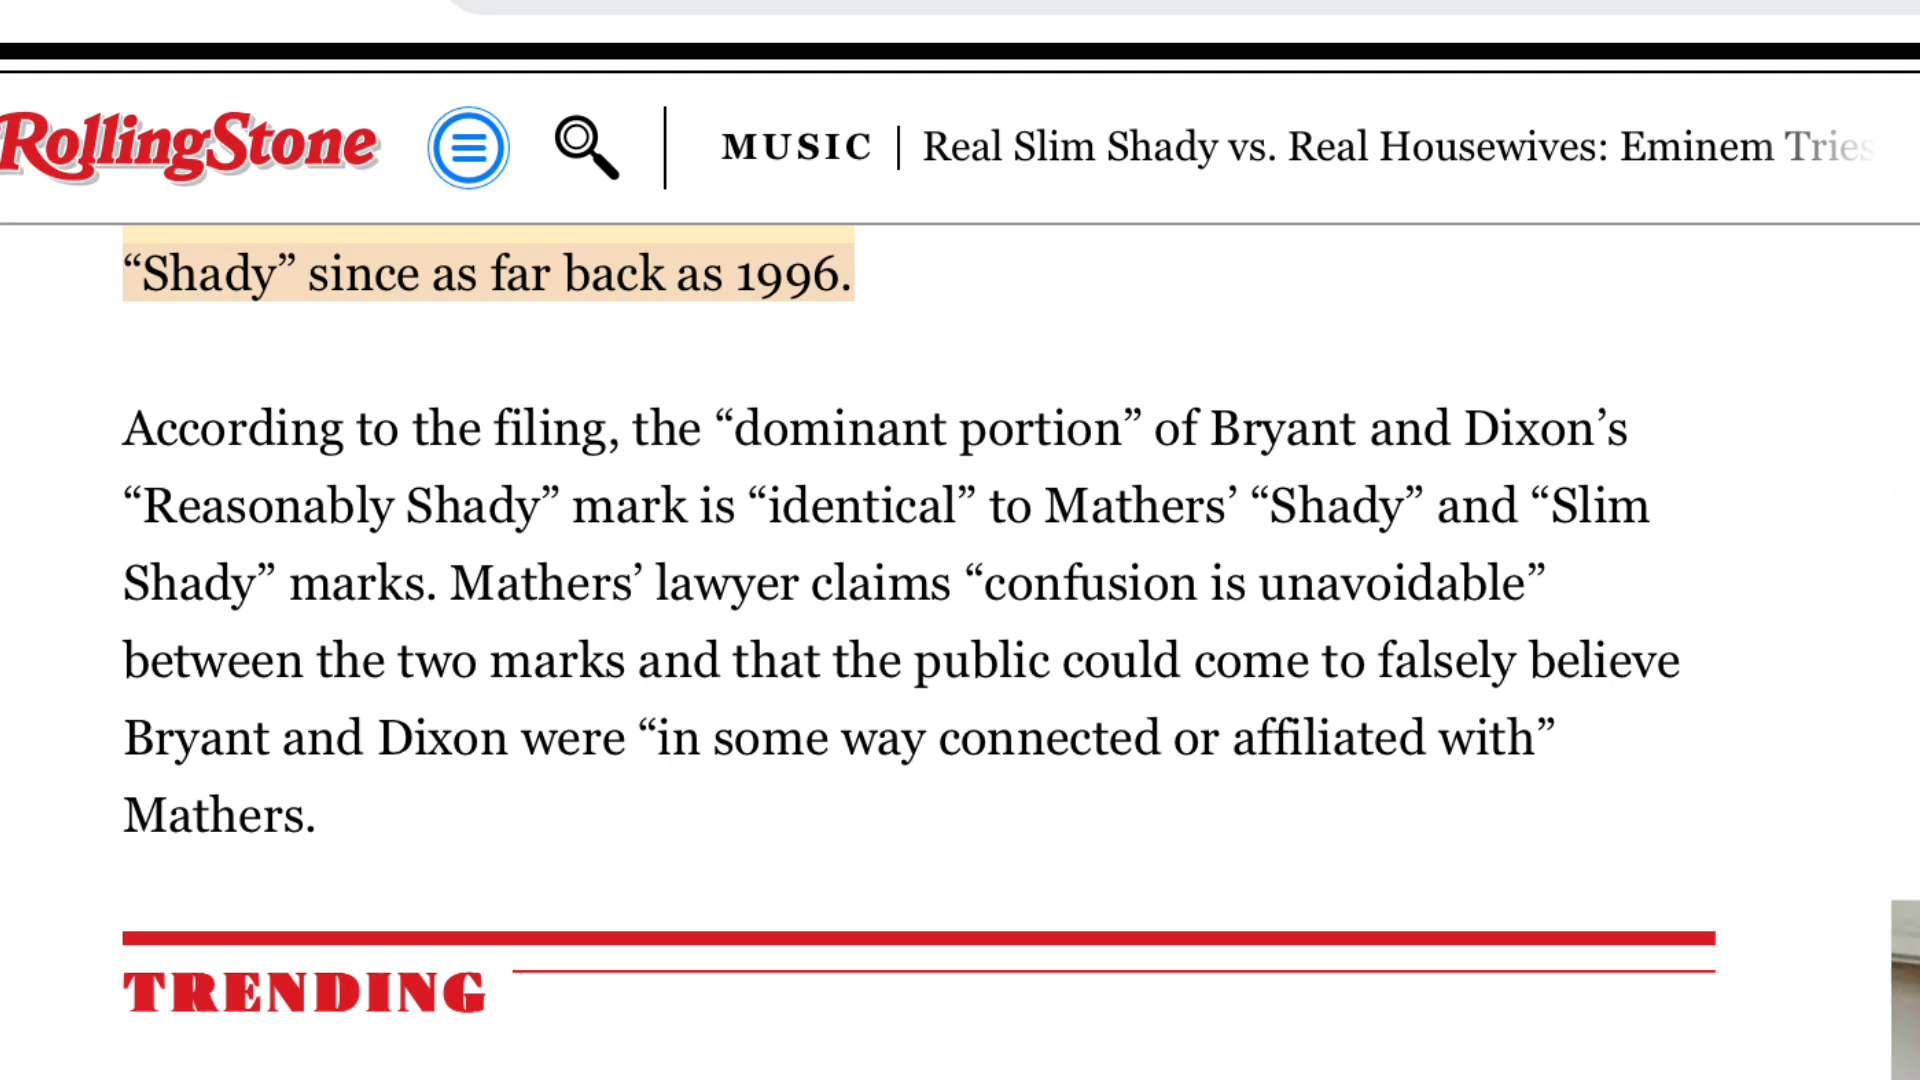 RollingStone
MUSIC | Real Slim Shady vs. Real Housewives: Eminem Tries
“Shady” since as far back as 1996.
According to the filing, the “dominant portion” of Bryant and Dixon’s
“Reasonably Shady” mark is “identical” to Mathers’ “Shady” and “Slim
Shady” marks. Mathers’ lawyer claims “confusion is unavoidable”
between the two marks and that the public could come to falsely believe
Bryant and Dixon were “in some way connected or affiliated with”
Mathers.
TRENDING